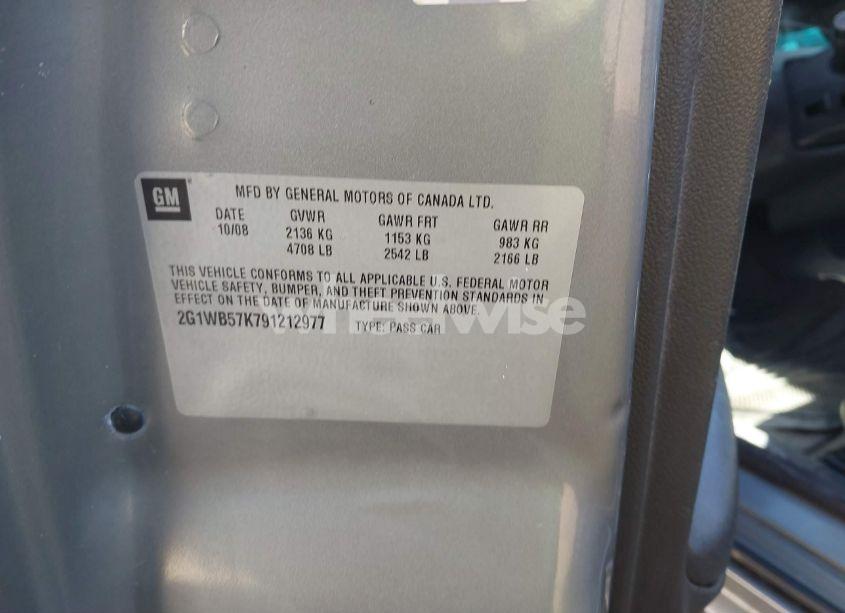 GM
MFD BY GENERAL MOTORS OF CANADA LTD.
DATE GVWR GAWR FRT GAWR RR
10/08 2136 KG 1153 KG 983 KG
4708 LB 2542 LB 2166 LB
THIS VEHICLE CONFORMS TO ALL APPLICABLE U.S. FEDERAL MOTOR
VEHICLE SAFETY, BUMPER, AND THEFT PREVENTION STANDARDS IN
EFFECT ON THE DATE OF MANUFACTURE SHOWN ABOVE.
2G1WB57K791212977 TYPE: PASS CAR
wheelwise